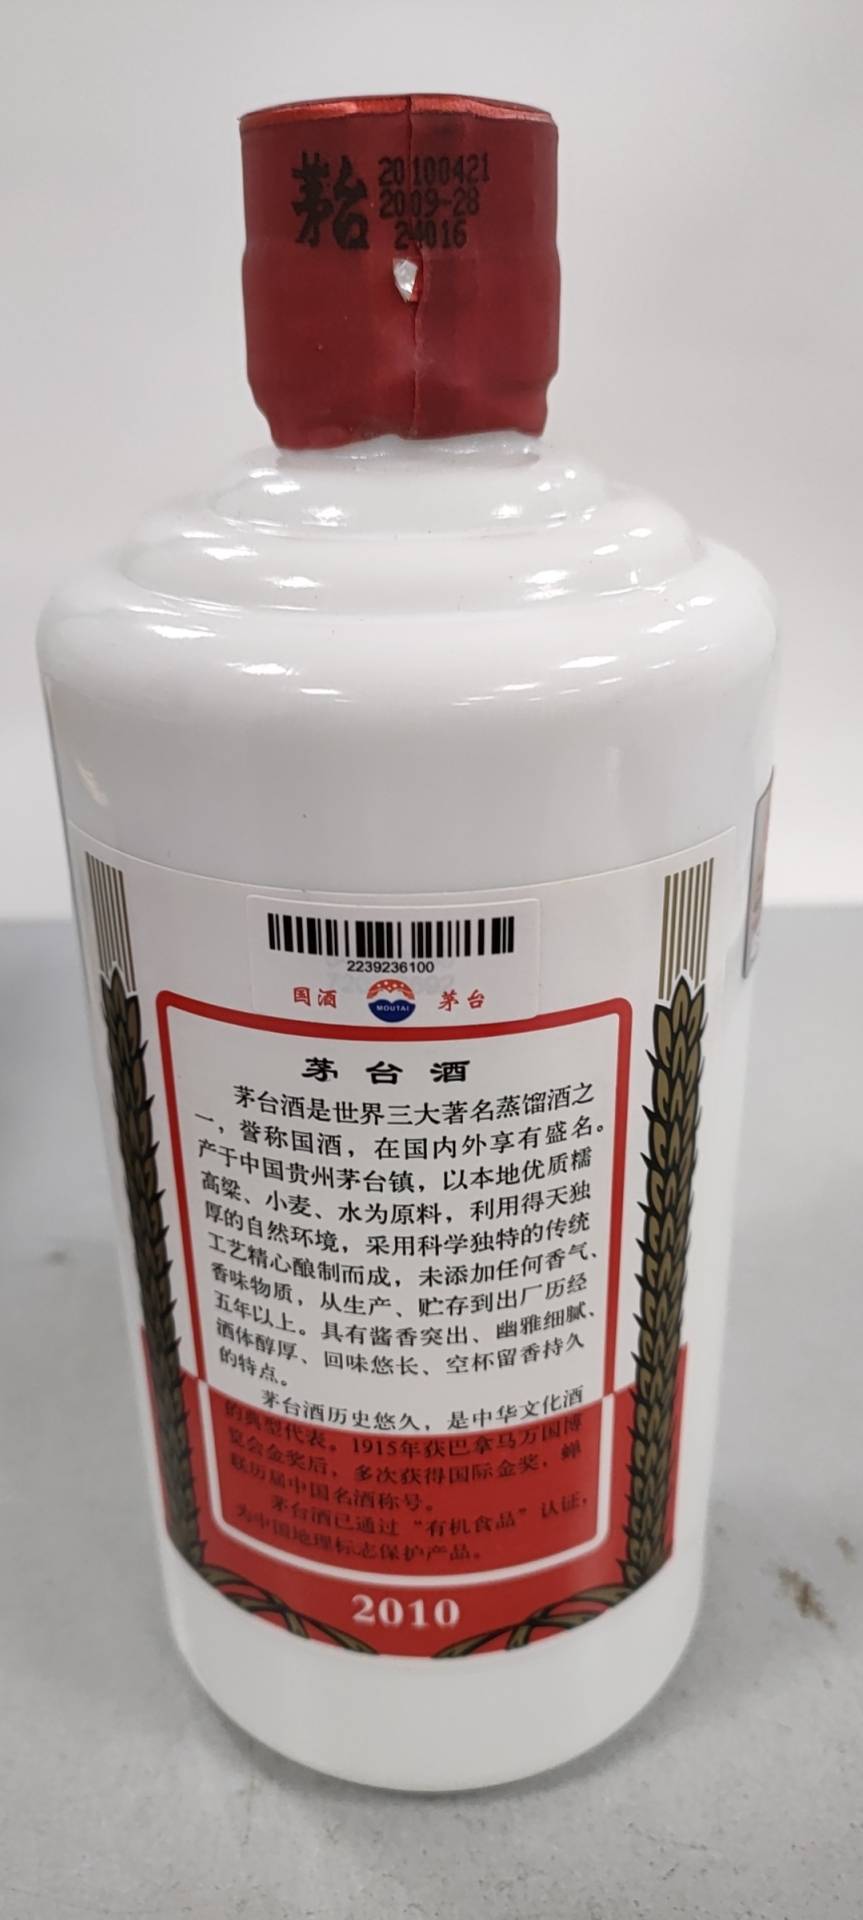 茅台
20100421
2009-28
24016
2239236100
国酒 MOUTAI 茅台
茅台酒
茅台酒是世界三大著名蒸馏酒之
一，誉称国酒，在国内外享有盛名。
产于中国贵州茅台镇，以本地优质糯
高粱、小麦、水为原料，利用得天独
厚的自然环境，采用科学独特的传统
工艺精心酿制而成，未添加任何香气、
香味物质，从生产、贮存到出厂历经
五年以上。具有酱香突出、幽雅细腻、
酒体醇厚、回味悠长、空杯留香持久
的特点。
茅台酒历史悠久，是中华文化酒
的典型代表。1915年获巴拿马万国博
览会金奖后，多次获得国际金奖，蝉
联历届中国名酒称号。
茅台酒已通过“有机食品”认证，
为中国地理标志保护产品。
2010